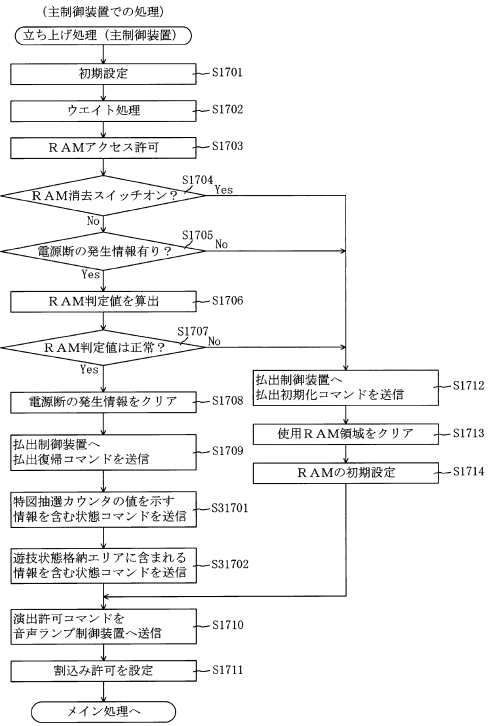 (主制御装置での処理)
立ち上げ処理(主制御装置)
初期設定
S1701
ウエイト処理
S1702
RAMアクセス許可
S1703
RAM消去スイッチオン?
S1704
Yes
No
電源断の発生情報有り?
S1705
No
Yes
RAM判定値を算出
S1706
RAM判定値は正常?
S1707
No
Yes
電源断の発生情報をクリア
S1708
払出制御装置へ
払出復帰コマンドを送信
S1709
特図抽選カウンタの値を示す
情報を含む状態コマンドを送信
S31701
遊技状態格納エリアに含まれる
情報を含む状態コマンドを送信
S31702
払出制御装置へ
払出初期化コマンドを送信
S1712
使用RAM領域をクリア
S1713
RAMの初期設定
S1714
演出許可コマンドを
音声ランプ制御装置へ送信
S1710
割込み許可を設定
S1711
メイン処理へ